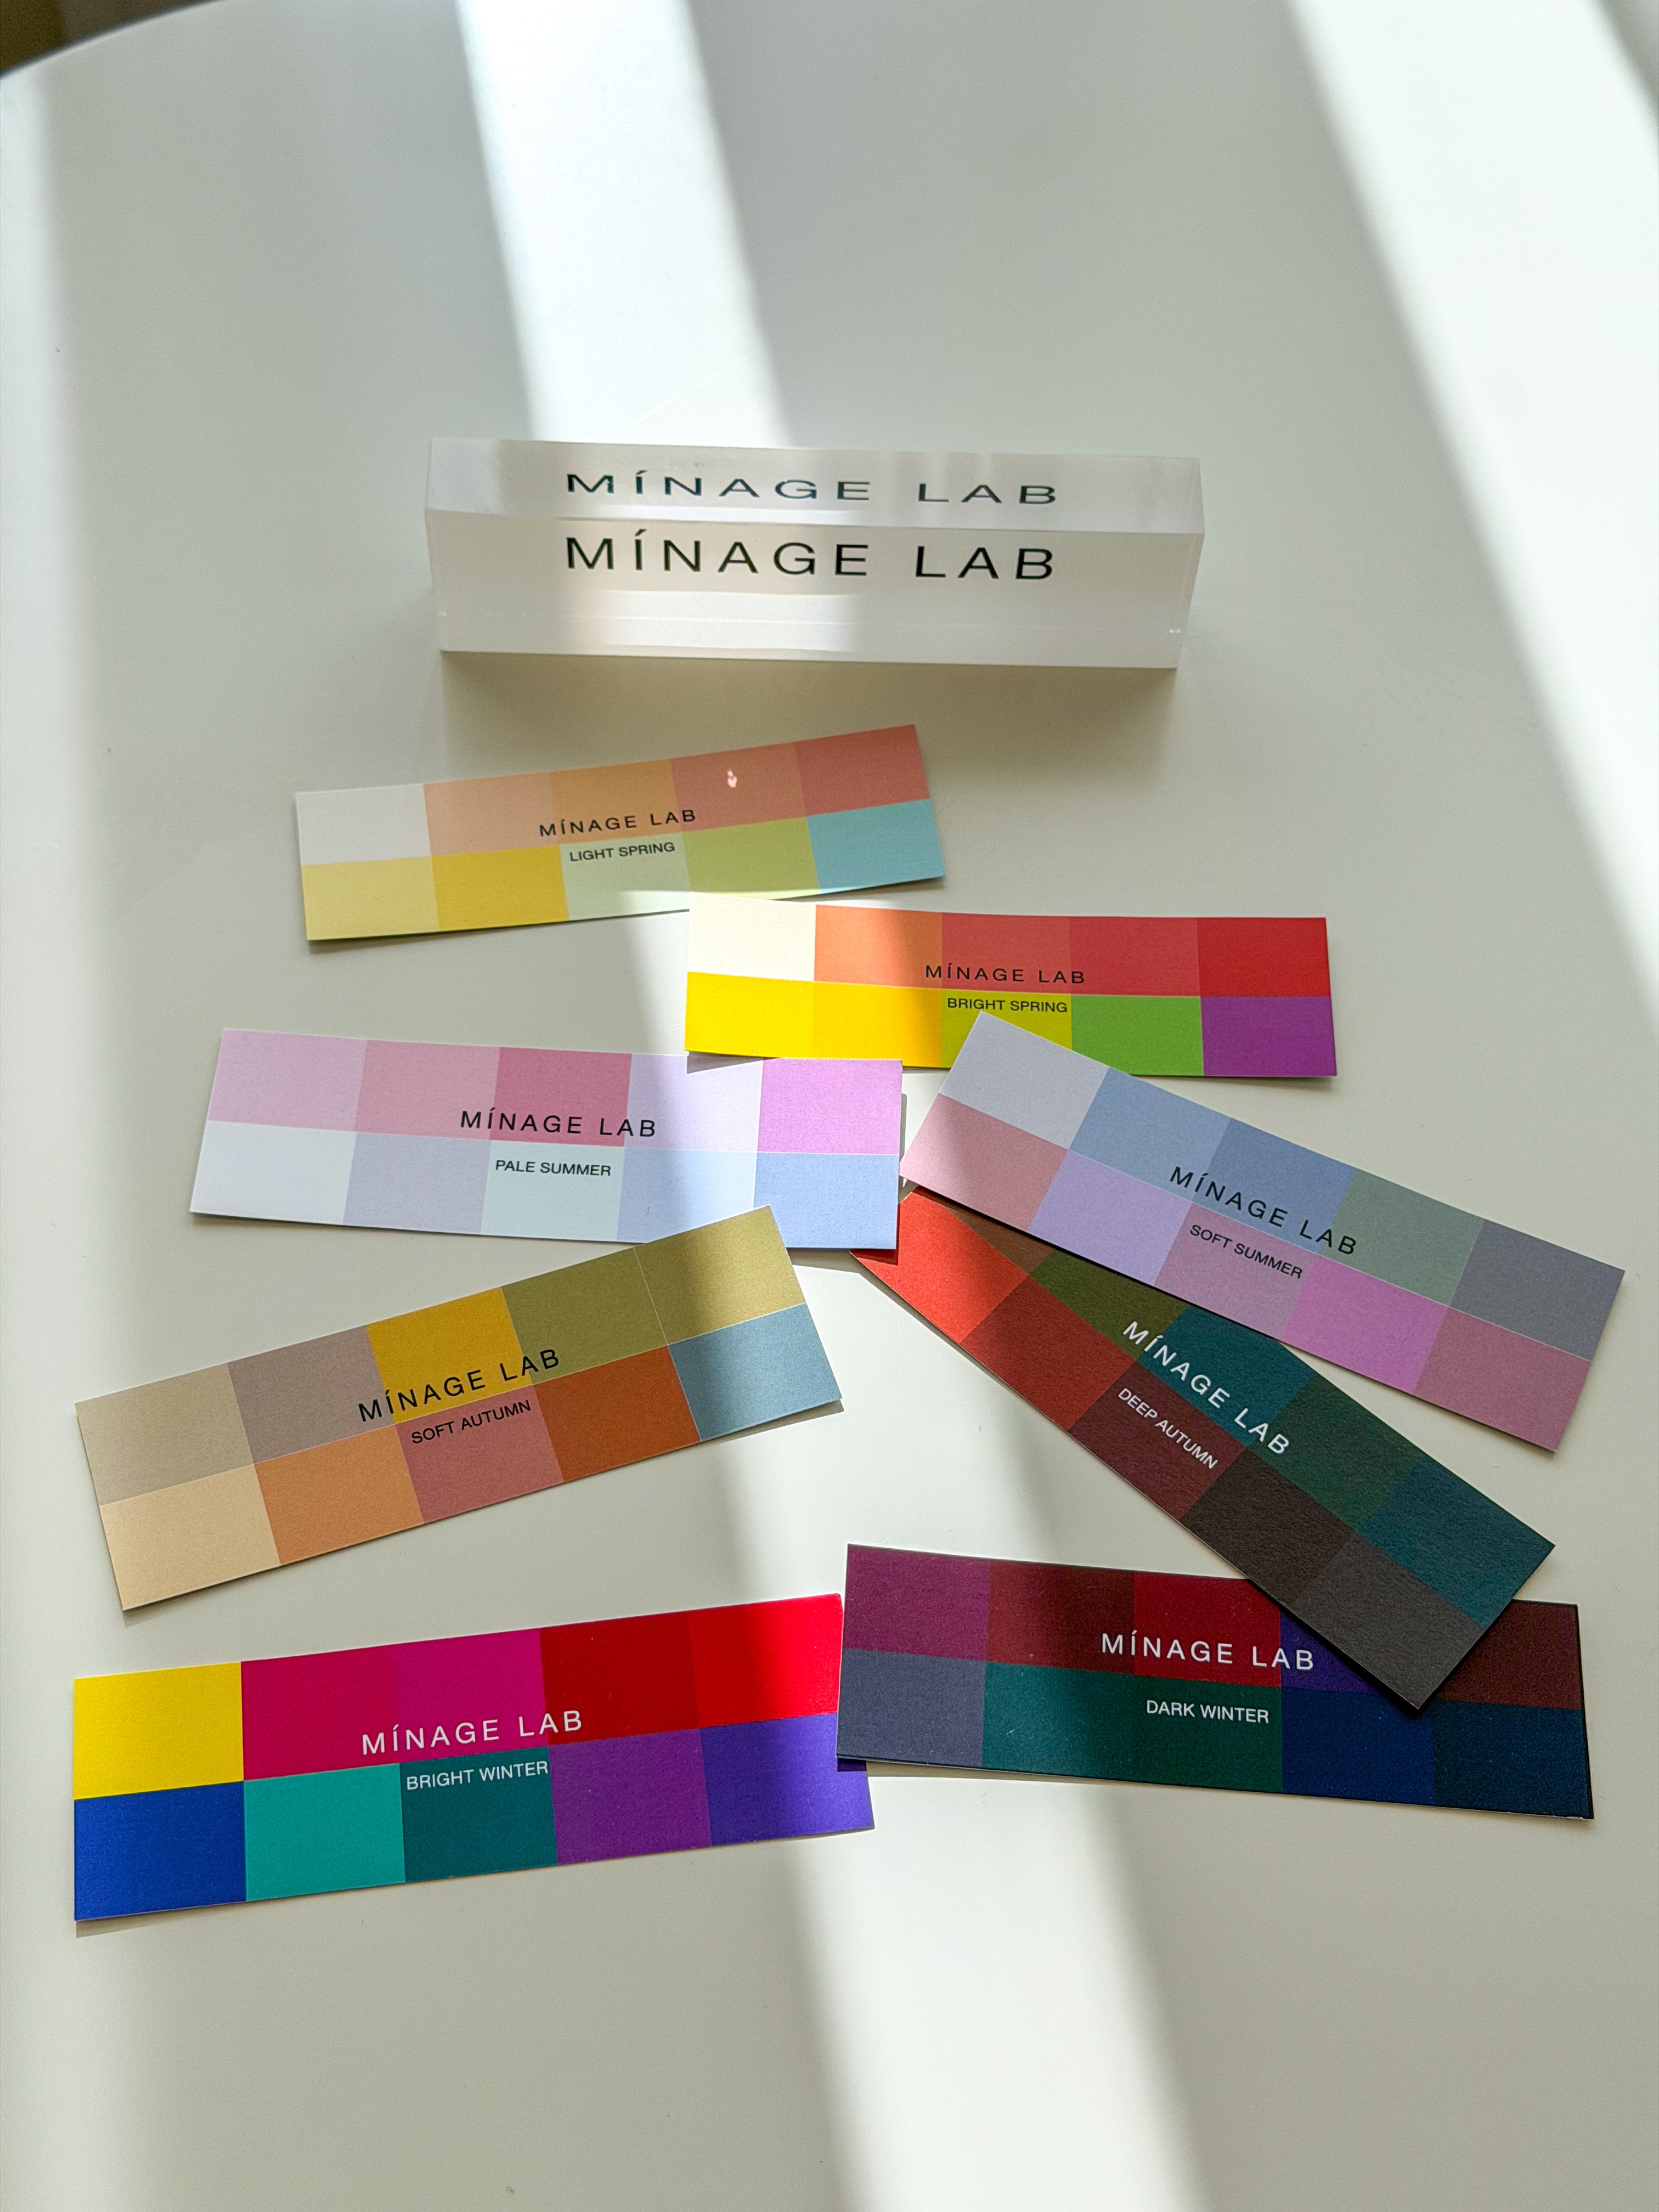 MÍNAGE LAB
MÍNAGE LAB
MÍNAGE LAB
LIGHT SPRING
MÍNAGE LAB
BRIGHT SPRING
MÍNAGE LAB
PALE SUMMER
MÍNAGE LAB
SOFT SUMMER
MÍNAGE LAB
SOFT AUTUMN
MÍNAGE LAB
DEEP AUTUMN
MÍNAGE LAB
BRIGHT WINTER
MÍNAGE LAB
DARK WINTER